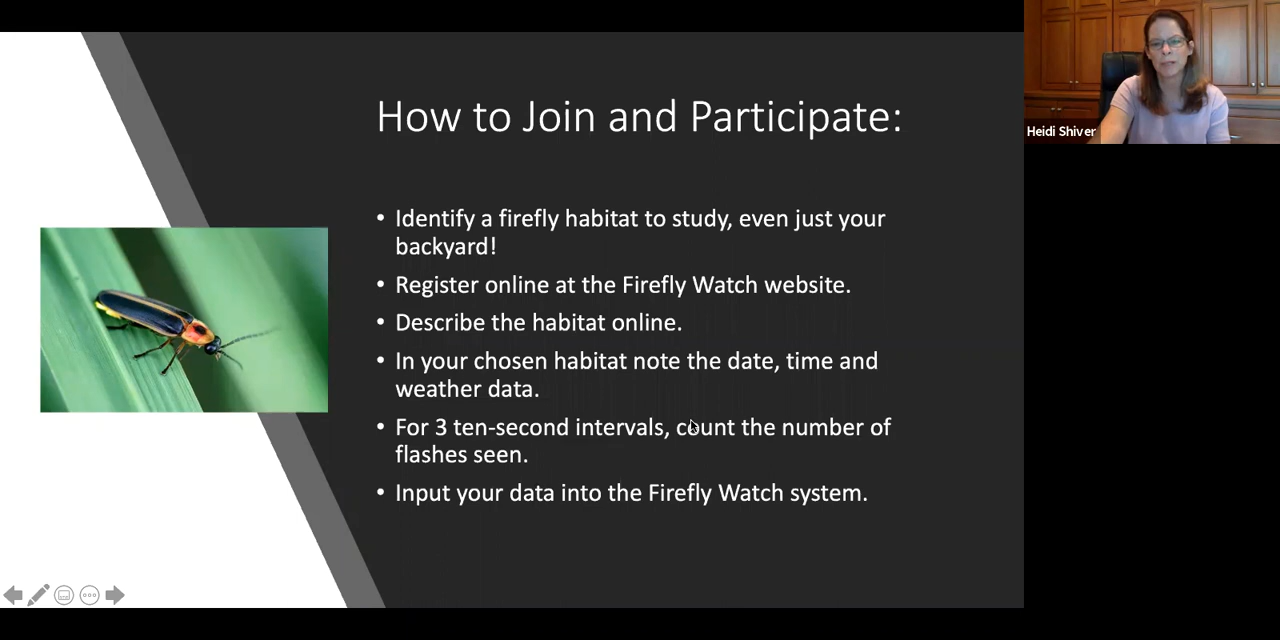 How to Join and Participate:
• Identify a firefly habitat to study, even just your
backyard!
• Register online at the Firefly Watch website.
• Describe the habitat online.
• In your chosen habitat note the date, time and
weather data.
• For 3 ten-second intervals, count the number of
flashes seen.
• Input your data into the Firefly Watch system.
Heidi Shiver